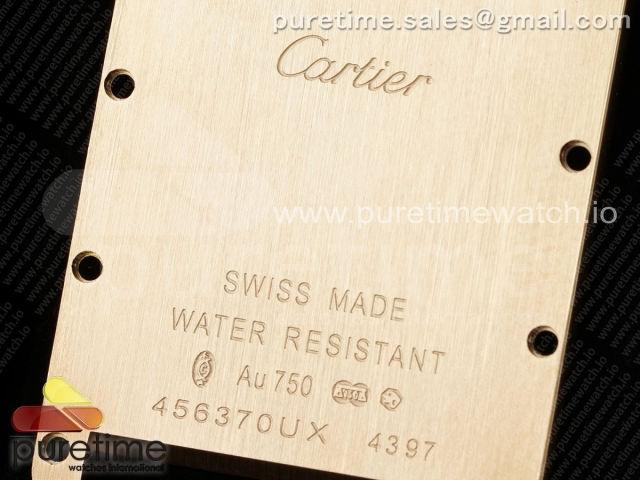 puretime.sales@gmail.com
Cartier
www.puretimewatch.io
SWISS MADE
WATER RESISTANT
Au 750
456370UX 4397
puretime
watches international